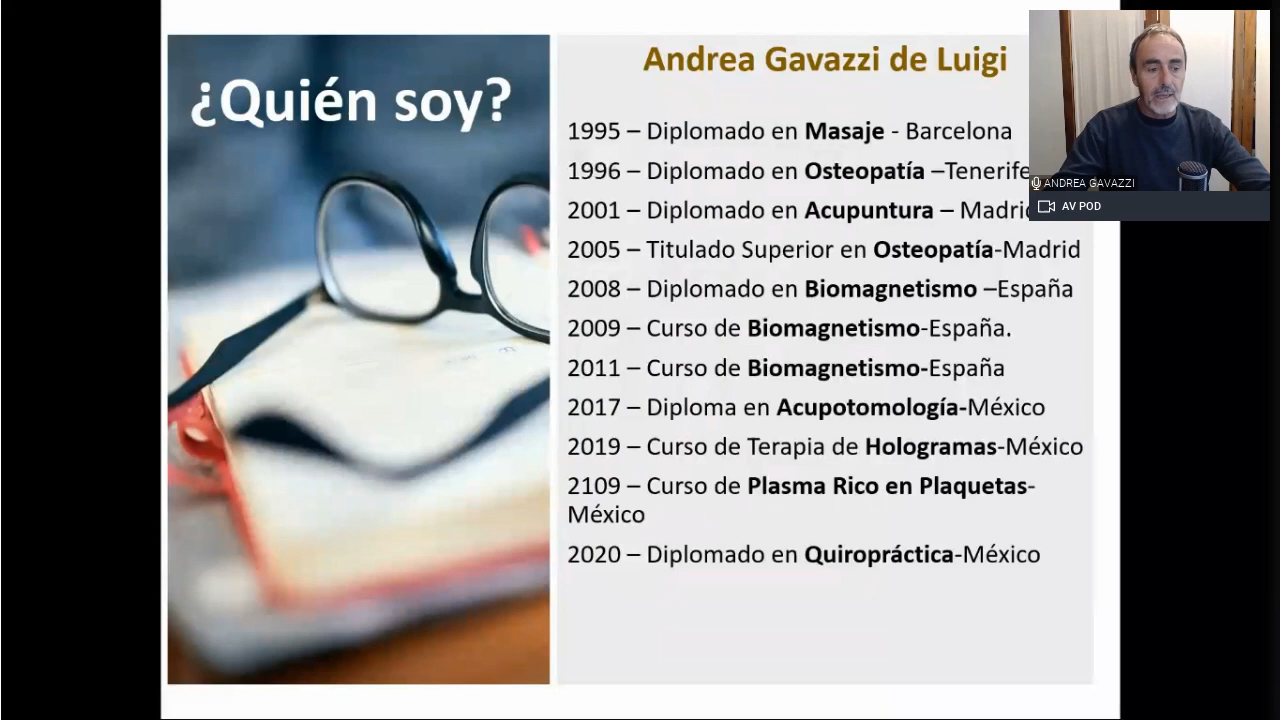 ¿Quién soy?
Andrea Gavazzi de Luigi
1995 – Diplomado en Masaje - Barcelona
1996 – Diplomado en Osteopatía –Tenerife
2001 – Diplomado en Acupuntura – Madrid
2005 – Titulado Superior en Osteopatía-Madrid
2008 – Diplomado en Biomagnetismo –España
2009 – Curso de Biomagnetismo-España.
2011 – Curso de Biomagnetismo-España
2017 – Diploma en Acupotomología-México
2019 – Curso de Terapia de Hologramas-México
2109 – Curso de Plasma Rico en Plaquetas-
México
2020 – Diplomado en Quiropráctica-México
ANDREA GAVAZZI
AV POD